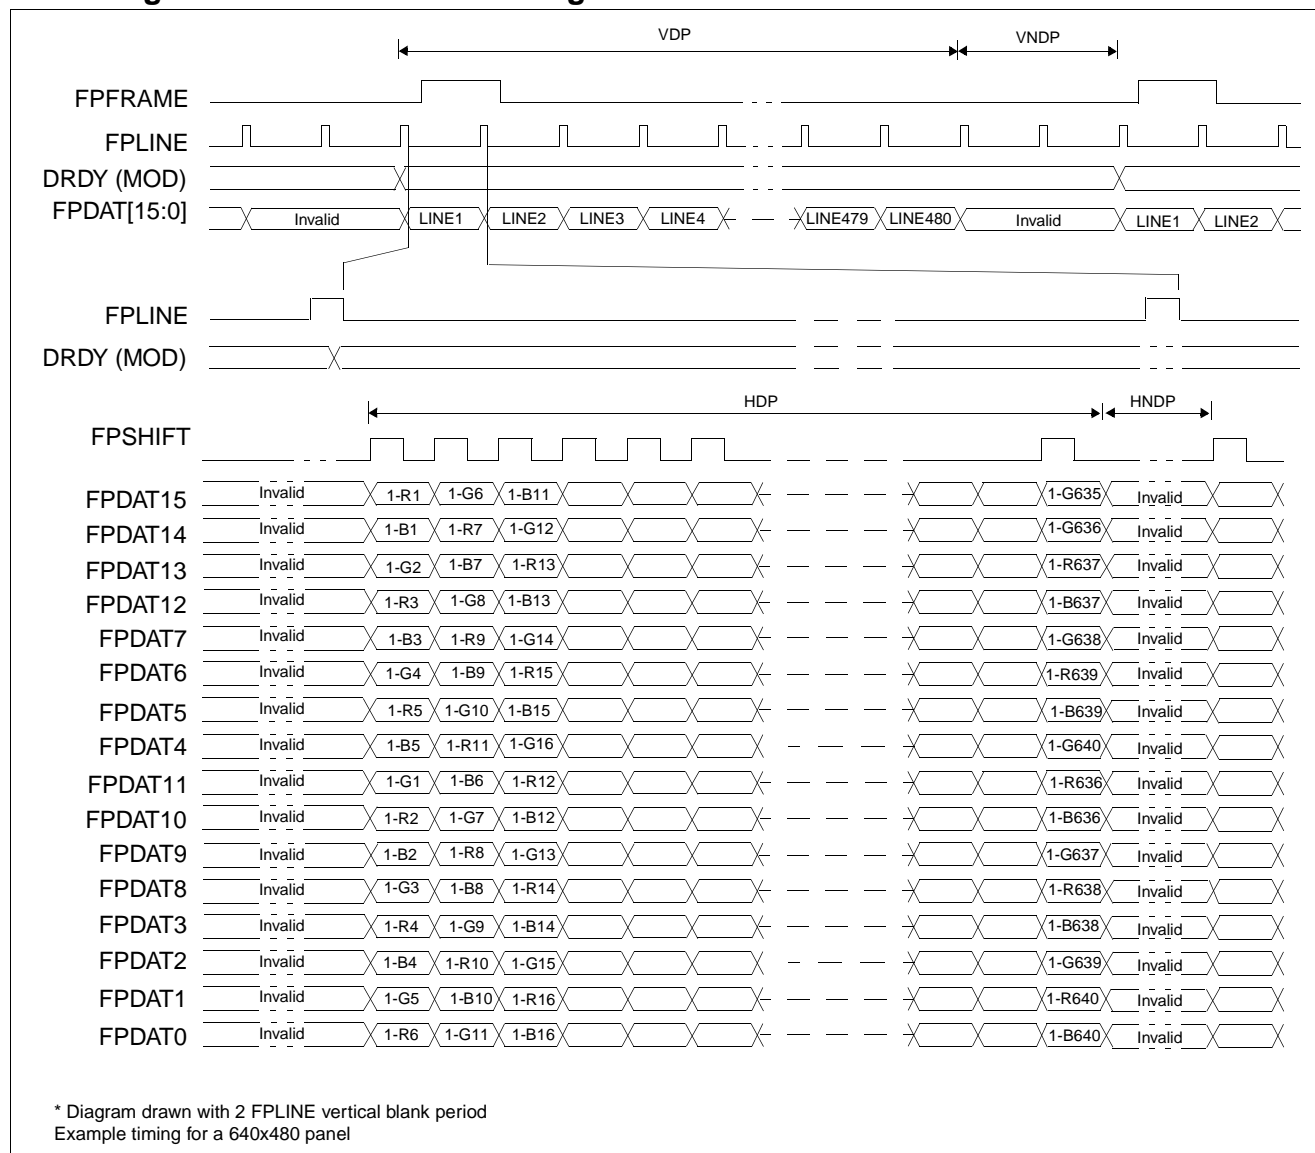 VDP VNDP
FPFRAME
FPLINE
DRDY (MOD)
FPDAT[15:0] Invalid LINE1 LINE2 LINE3 LINE4 LINE479 LINE480 Invalid LINE1 LINE2
FPLINE
DRDY (MOD)
HDP HNDP
FPSHIFT
FPDAT15 Invalid 1-R1 1-G6 1-B11 1-G635 Invalid
FPDAT14 Invalid 1-B1 1-R7 1-G12 1-G636 Invalid
FPDAT13 Invalid 1-G2 1-B7 1-R13 1-R637 Invalid
FPDAT12 Invalid 1-R3 1-G8 1-B13 1-B637 Invalid
FPDAT7 Invalid 1-B3 1-R9 1-G14 1-G638 Invalid
FPDAT6 Invalid 1-G4 1-B9 1-R15 1-R639 Invalid
FPDAT5 Invalid 1-R5 1-G10 1-B15 1-B639 Invalid
FPDAT4 Invalid 1-B5 1-R11 1-G16 1-G640 Invalid
FPDAT11 Invalid 1-G1 1-B6 1-R12 1-R636 Invalid
FPDAT10 Invalid 1-R2 1-G7 1-B12 1-B636 Invalid
FPDAT9 Invalid 1-B2 1-R8 1-G13 1-G637 Invalid
FPDAT8 Invalid 1-G3 1-B8 1-R14 1-R638 Invalid
FPDAT3 Invalid 1-R4 1-G9 1-B14 1-B638 Invalid
FPDAT2 Invalid 1-B4 1-R10 1-G15 1-G639 Invalid
FPDAT1 Invalid 1-G5 1-B10 1-R16 1-R640 Invalid
FPDAT0 Invalid 1-R6 1-G11 1-B16 1-B640 Invalid
* Diagram drawn with 2 FPLINE vertical blank period
Example timing for a 640x480 panel